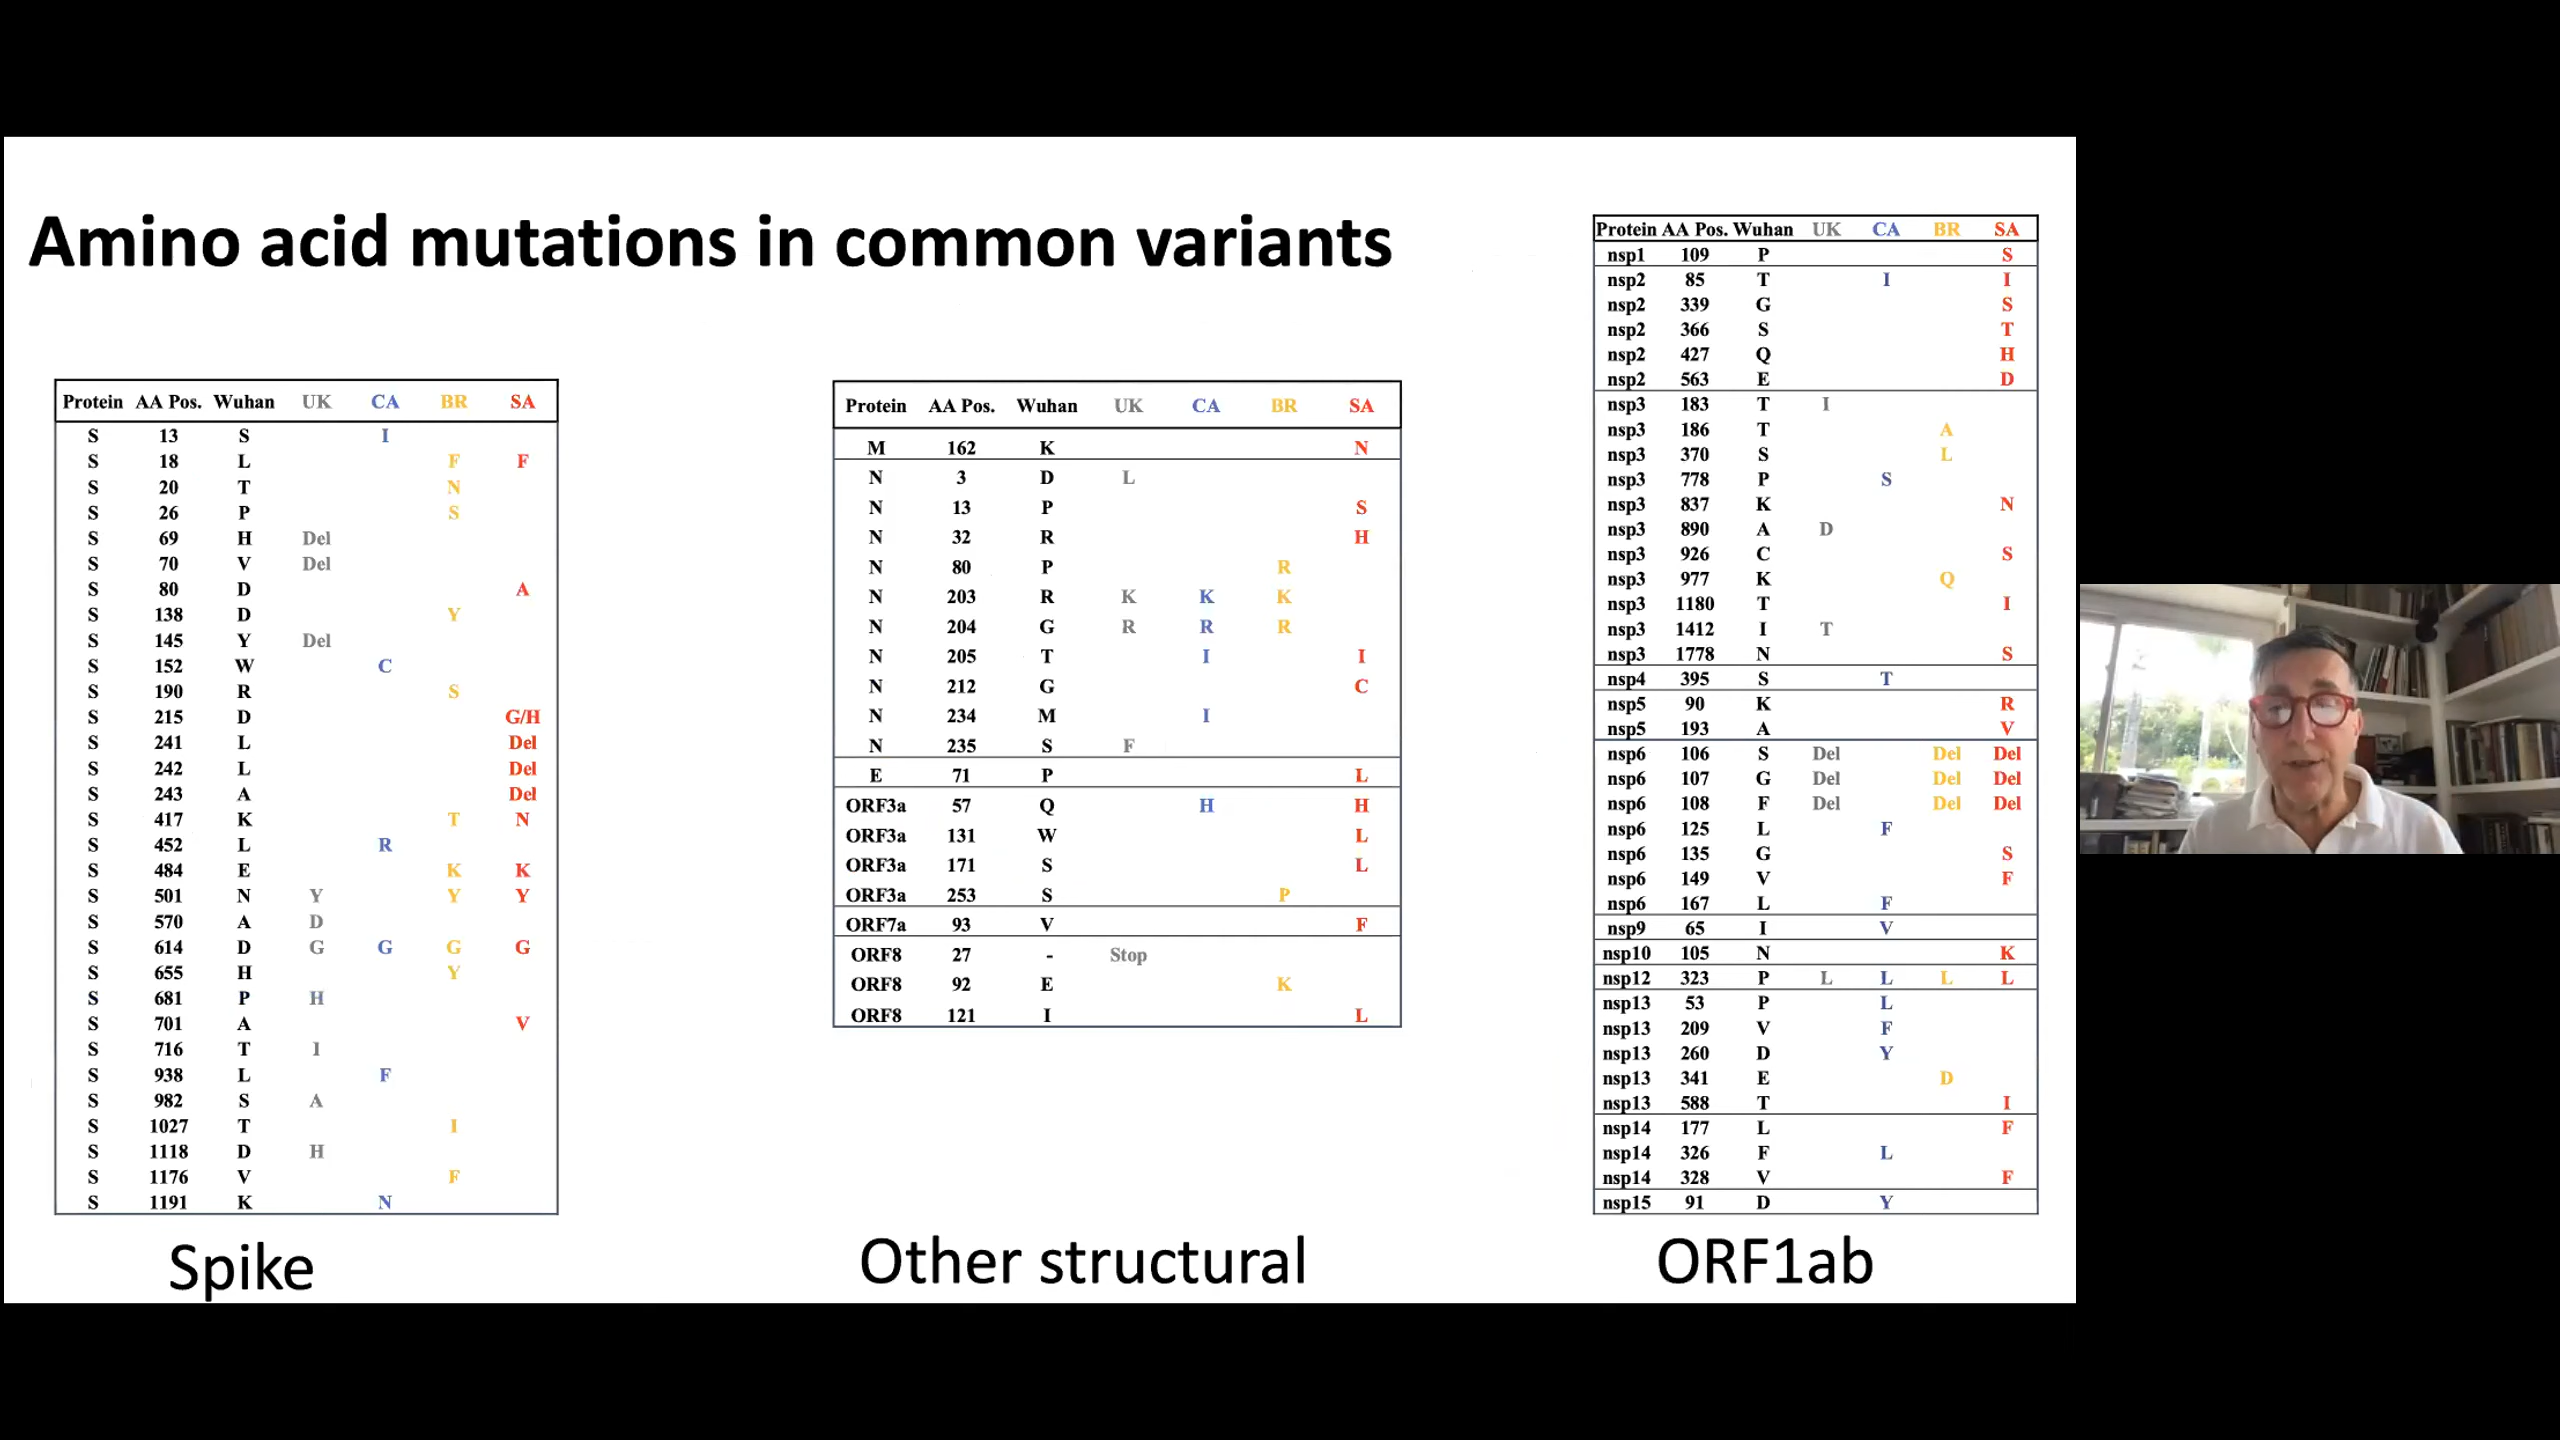 Amino acid mutations in common variants
Protein AA Pos. Wuhan UK CA BR SA
S 13 S I
S 18 L F F
S 20 T N
S 26 P S
S 69 H Del
S 70 V Del
S 80 D A
S 138 D Y
S 145 Y Del
S 152 W C
S 190 R S
S 215 D G/H
S 241 L Del
S 242 L Del
S 243 A Del
S 417 K T N
S 452 L R
S 484 E K K
S 501 N Y Y Y
S 570 A D
S 614 D G G G G
S 655 H Y
S 681 P H
S 701 A V
S 716 T I
S 938 L F
S 982 S A
S 1027 T I
S 1118 D H
S 1176 V F
S 1191 K N
Spike
Protein AA Pos. Wuhan UK CA BR SA
M 162 K N
N 3 D L
N 13 P S
N 32 R H
N 80 P R
N 203 R K K K
N 204 G R R R
N 205 T I I
N 212 G C
N 234 M I
N 235 S F
E 71 P L
ORF3a 57 Q H H
ORF3a 131 W L
ORF3a 171 S L
ORF3a 253 S P
ORF7a 93 V F
ORF8 27 - Stop
ORF8 92 E K
ORF8 121 I L
Other structural
Protein AA Pos. Wuhan UK CA BR SA
nsp1 109 P S
nsp2 85 T I I
nsp2 339 G S
nsp2 366 S T
nsp2 427 Q H
nsp2 563 E D
nsp3 183 T I
nsp3 186 T A
nsp3 370 S L
nsp3 778 P S
nsp3 837 K N
nsp3 890 A D
nsp3 926 C S
nsp3 977 K Q
nsp3 1180 T I
nsp3 1412 I T
nsp3 1778 N S
nsp4 395 S T
nsp5 90 K R
nsp5 193 A V
nsp6 106 S Del Del Del
nsp6 107 G Del Del Del
nsp6 108 F Del Del Del
nsp6 125 L F
nsp6 135 G S
nsp6 149 V F
nsp6 167 L F
nsp9 65 I V
nsp10 105 N K
nsp12 323 P L L L L
nsp13 53 P L
nsp13 209 V F
nsp13 260 D Y
nsp13 341 E D
nsp13 588 T I
nsp14 177 L F
nsp14 326 F L
nsp14 328 V F
nsp15 91 D Y
ORF1ab